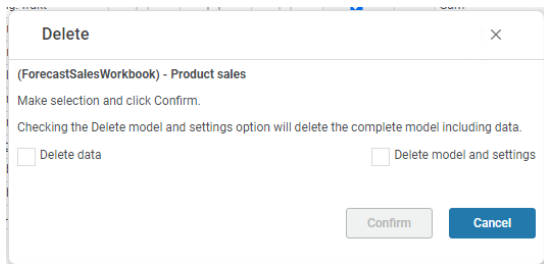 Delete
(ForecastSalesWorkbook) - Product sales
Make selection and click Confirm.
Checking the Delete model and settings option will delete the complete model including data.
Delete data
Delete model and settings
Confirm
Cancel